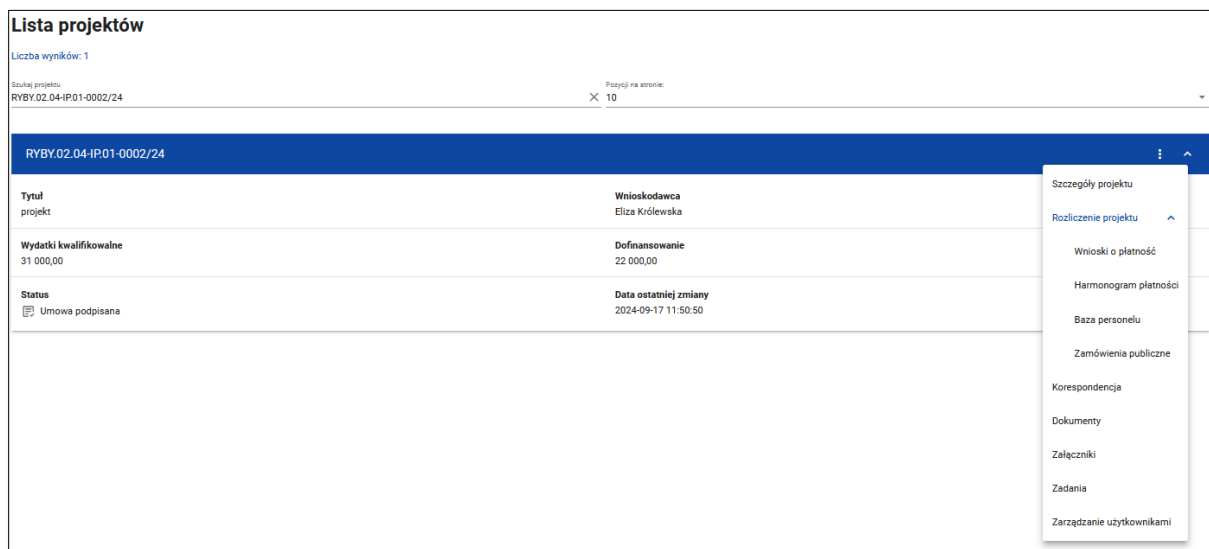 Lista projektów
Liczba wyników: 1
Szukaj projektu
RYBY.02.04-IP.01-0002/24
Pozycji na stronie:
10
RYBY.02.04-IP.01-0002/24
Tytuł
projekt
Wnioskodawca
Eliza Królewska
Wydatki kwalifikowalne
31 000,00
Dofinansowanie
22 000,00
Status
Umowa podpisana
Data ostatniej zmiany
2024-09-17 11:50:50
Szczegóły projektu
Rozliczenie projektu
Wnioski o płatność
Harmonogram płatności
Baza personelu
Zamówienia publiczne
Korespondencja
Dokumenty
Załączniki
Zadania
Zarządzanie użytkownikami